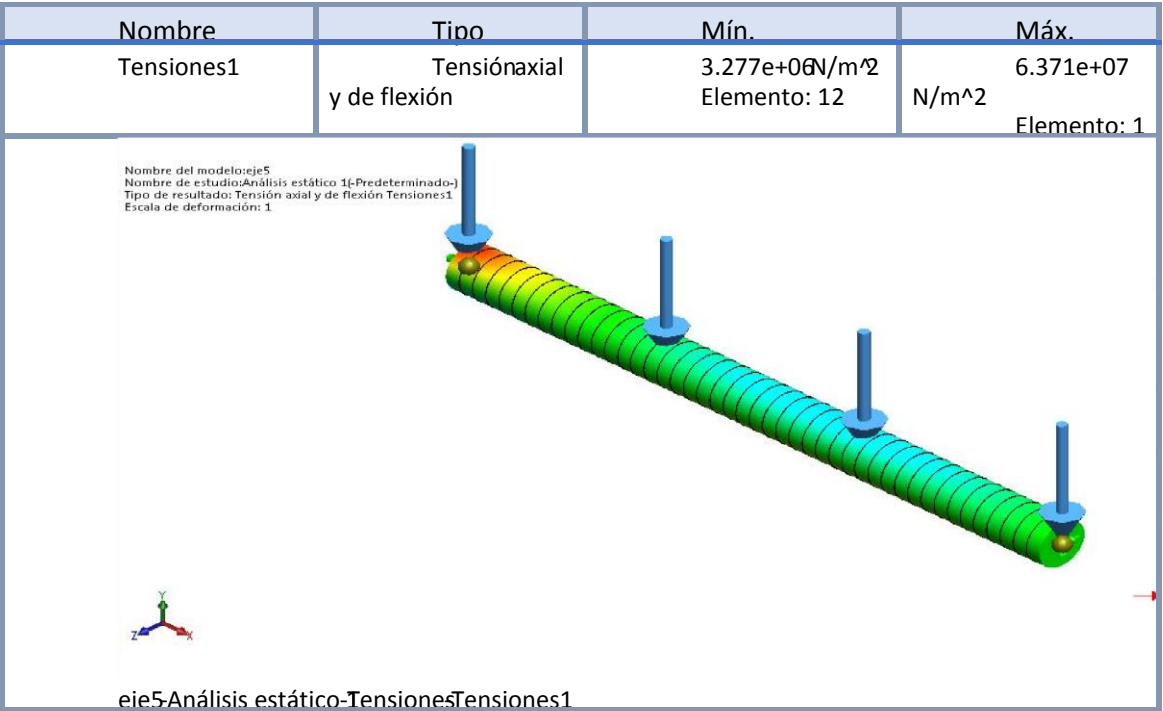 Nombre Tipo Mín. Máx.
Tensiones1 Tensiónaxial 3.277e+06N/m^2 6.371e+07
y de flexión Elemento: 12 N/m^2
Elemento: 1
Nombre del modelo:eje5
Nombre de estudio:Análisis estático 1(-Predeterminado-)
Tipo de resultado: Tensión axial y de flexión Tensiones1
Escala de deformación: 1
Y
Z X
eje5-Análisis estático-TensionesTensiones1